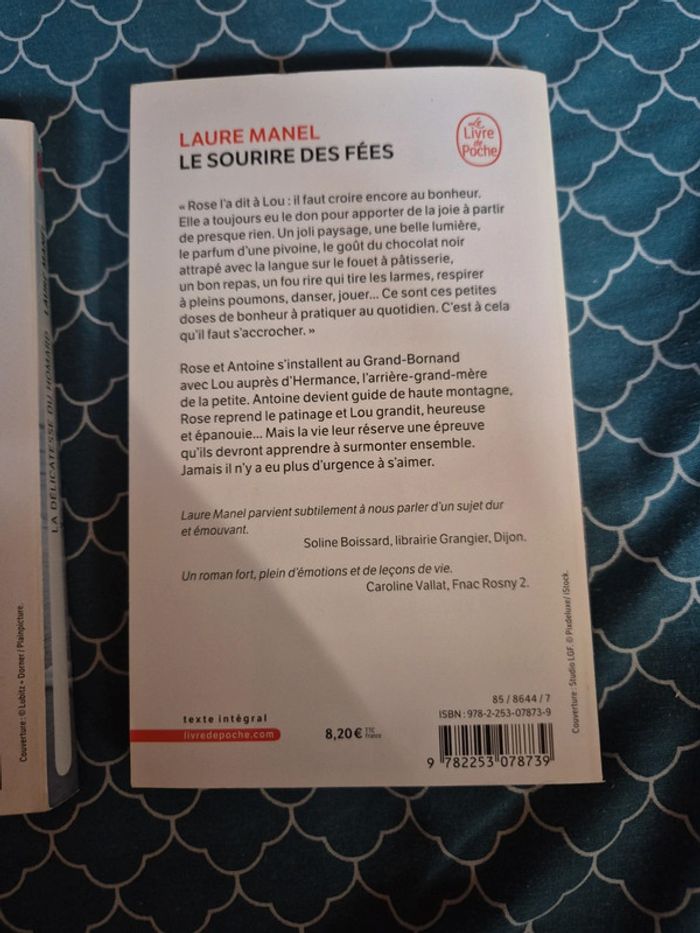 LAURE MANEL
LE SOURIRE DES FÉES
Le
Livre
de
Poche
« Rose l'a dit à Lou : il faut croire encore au bonheur.
Elle a toujours eu le don pour apporter de la joie à partir
de presque rien. Un joli paysage, une belle lumière,
le parfum d'une pivoine, le goût du chocolat noir
attrapé avec la langue sur le fouet à pâtisserie,
un bon repas, un fou rire qui tire les larmes, respirer
à pleins poumons, danser, jouer... Ce sont ces petites
doses de bonheur à pratiquer au quotidien. C'est à cela
qu'il faut s'accrocher. »
Rose et Antoine s'installent au Grand-Bornand
avec Lou auprès d'Hermance, l'arrière-grand-mère
de la petite. Antoine devient guide de haute montagne,
Rose reprend le patinage et Lou grandit, heureuse
et épanouie... Mais la vie leur réserve une épreuve
qu'ils devront apprendre à surmonter ensemble.
Jamais il n'y a eu plus d'urgence à s'aimer.
Laure Manel parvient subtilement à nous parler d'un sujet dur
et émouvant.
Soline Boissard, librairie Grangier, Dijon.
Un roman fort, plein d'émotions et de leçons de vie.
Caroline Vallat, Fnac Rosny 2.
Couverture : Studio LGF. © Pixdeluxe/ iStock.
85 / 8644 / 7
ISBN : 978-2-253-07873-9
texte intégral
livredepoche.com
8,20 € TTC
France
9 782253 078739
LA DÉLICATESSE DU HOMARD LAURE MANEL
Couverture : © Lubitz + Dorner / Plainpicture.